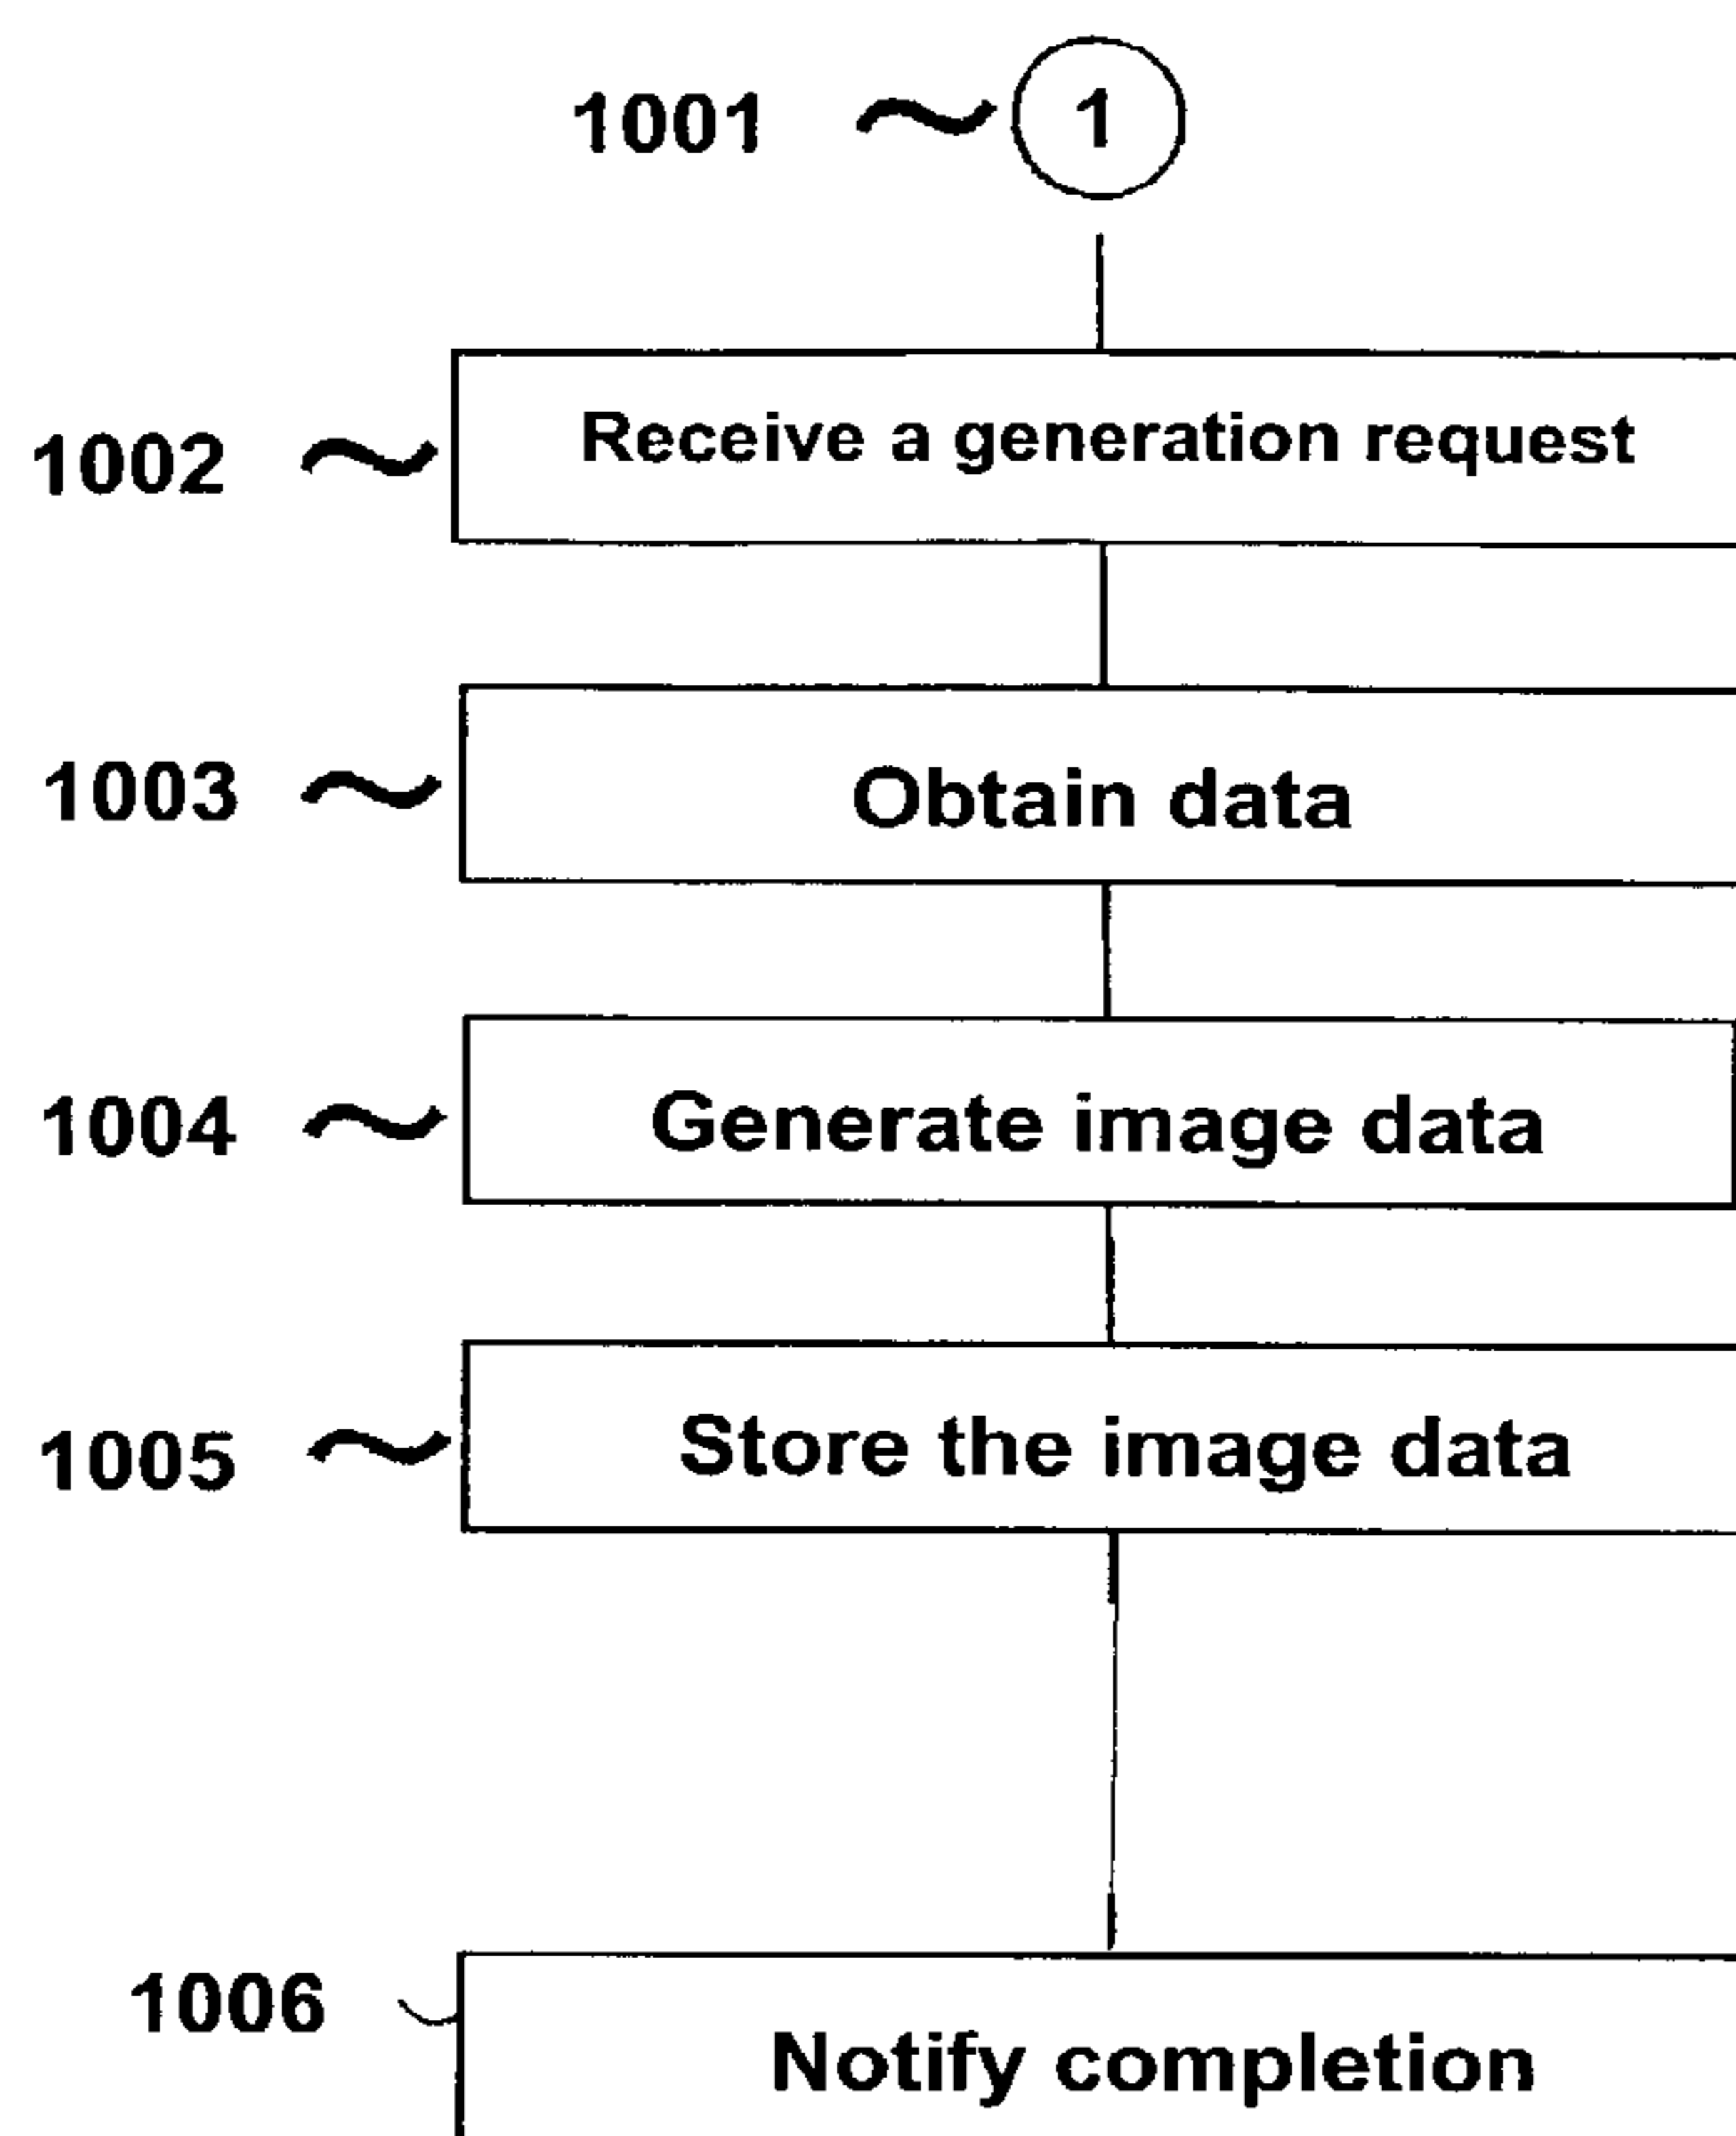 1001 1
1002 Receive a generation request
1003 Obtain data
1004 Generate image data
1005 Store the image data
1006 Notify completion